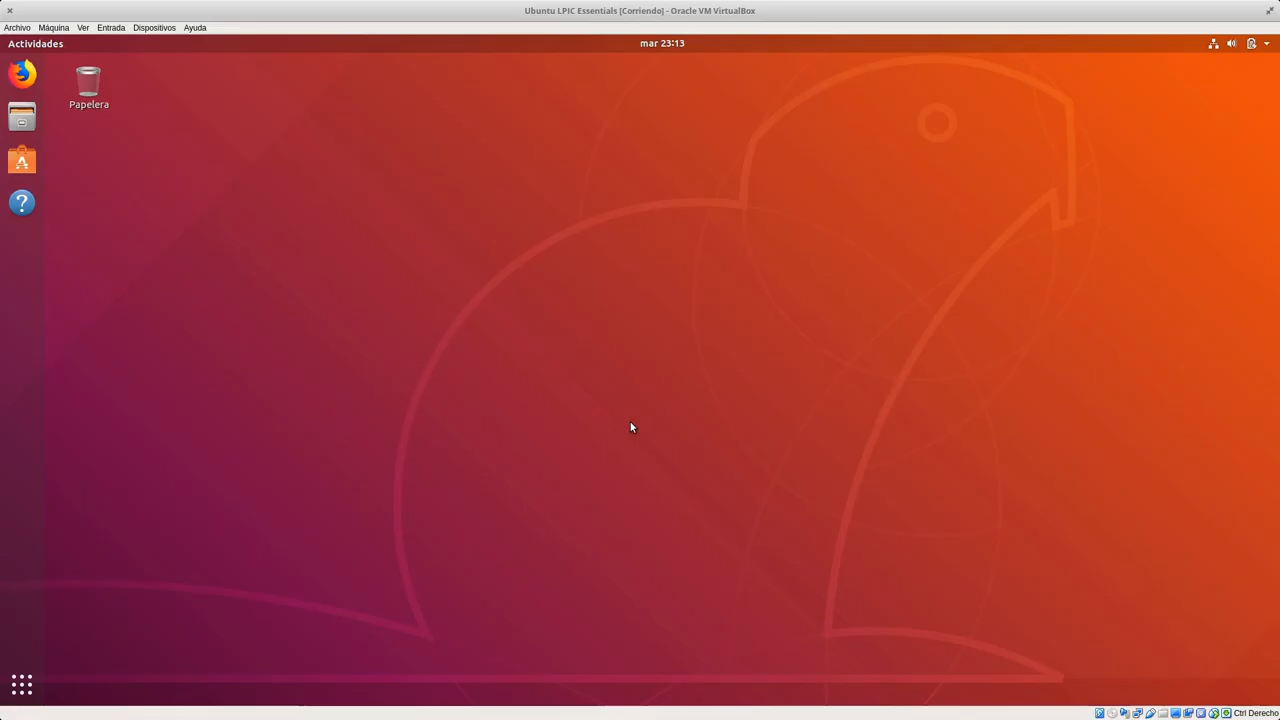 Ubuntu LPIC Essentials [Corriendo] - Oracle VM VirtualBox
Archivo Máquina Ver Entrada Dispositivos Ayuda
Actividades mar 23:13
Papelera
Ctrl Derecho